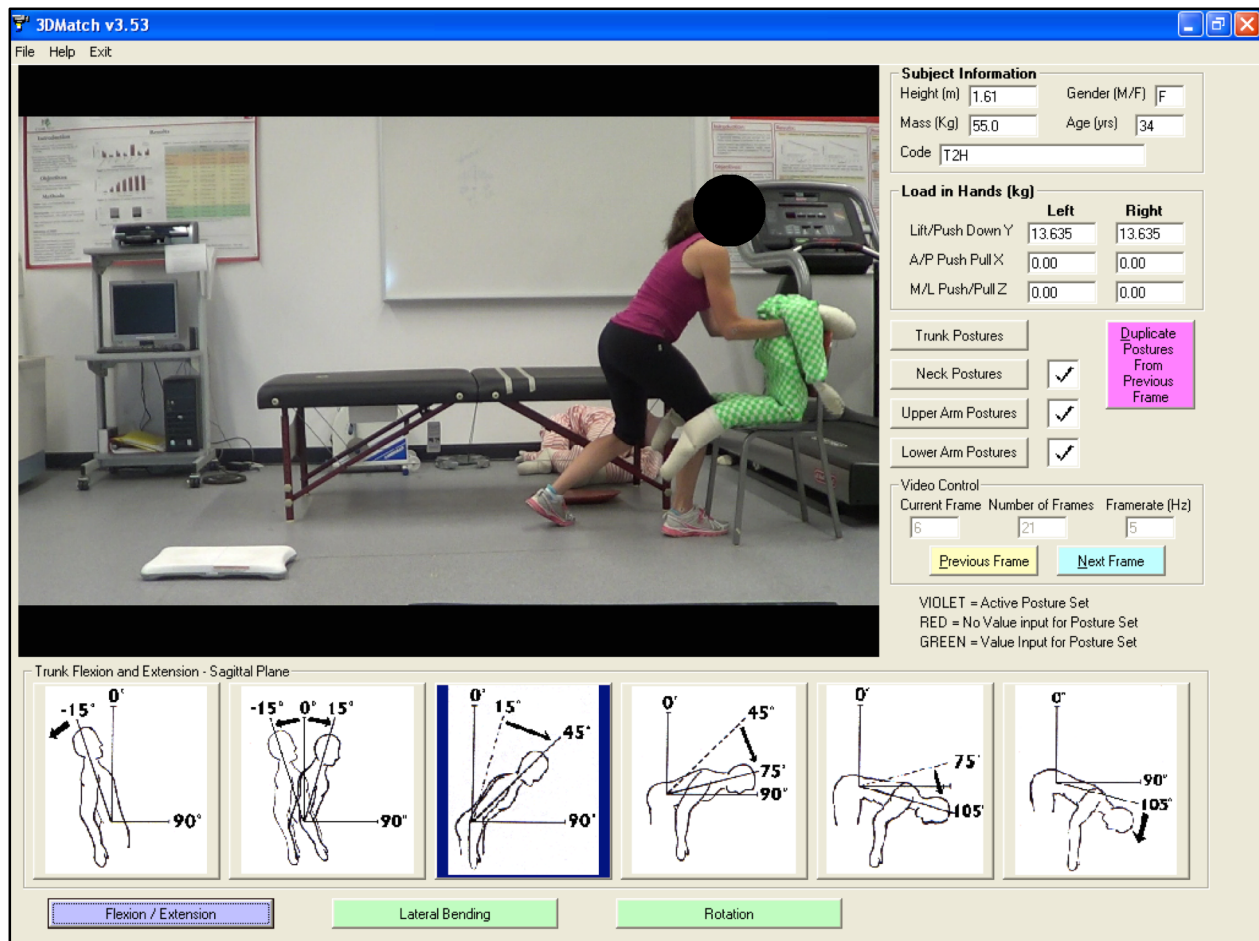 3DMatch v3.53
File Help Exit
Introduction
Results
Objectives
Methods
Subject Information
Height (m) 1.61 Gender (M/F) F
Mass (Kg) 55.0 Age (yrs) 34
Code T2H
Load in Hands (kg)
Left Right
Lift/Push Down Y 13.635 13.635
A/P Push Pull X 0.00 0.00
M/L Push/Pull Z 0.00 0.00
Trunk Postures
Neck Postures
Upper Arm Postures
Lower Arm Postures
Duplicate
Postures
From
Previous
Frame
Video Control
Current Frame Number of Frames Framerate (Hz)
6 21 5
Previous Frame Next Frame
VIOLET = Active Posture Set
RED = No Value input for Posture Set
GREEN = Value Input for Posture Set
Trunk Flexion and Extension - Sagittal Plane
-15° 0' 90°
-15° 0° 15° 90°
0' 15° 45° 90'
0' 45° 75' 90°
0' 75' 105'
0° 90° 105°
Flexion / Extension Lateral Bending Rotation